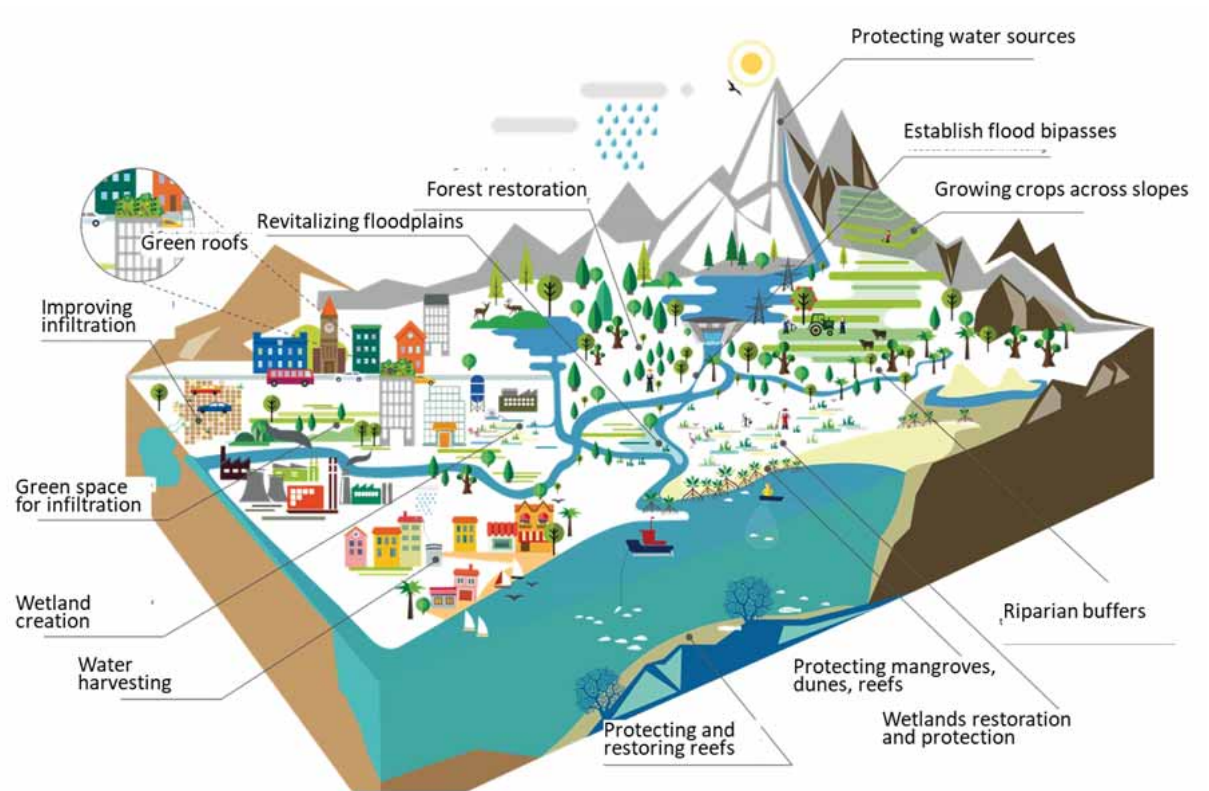 Protecting water sources
Establish flood bipasses
Forest restoration
Growing crops across slopes
Revitalizing floodplains
Green roofs
Improving
infiltration
Green space
for infiltration
Wetland
creation
Water
harvesting
Riparian buffers
Protecting mangroves,
dunes, reefs
Wetlands restoration
and protection
Protecting and
restoring reefs